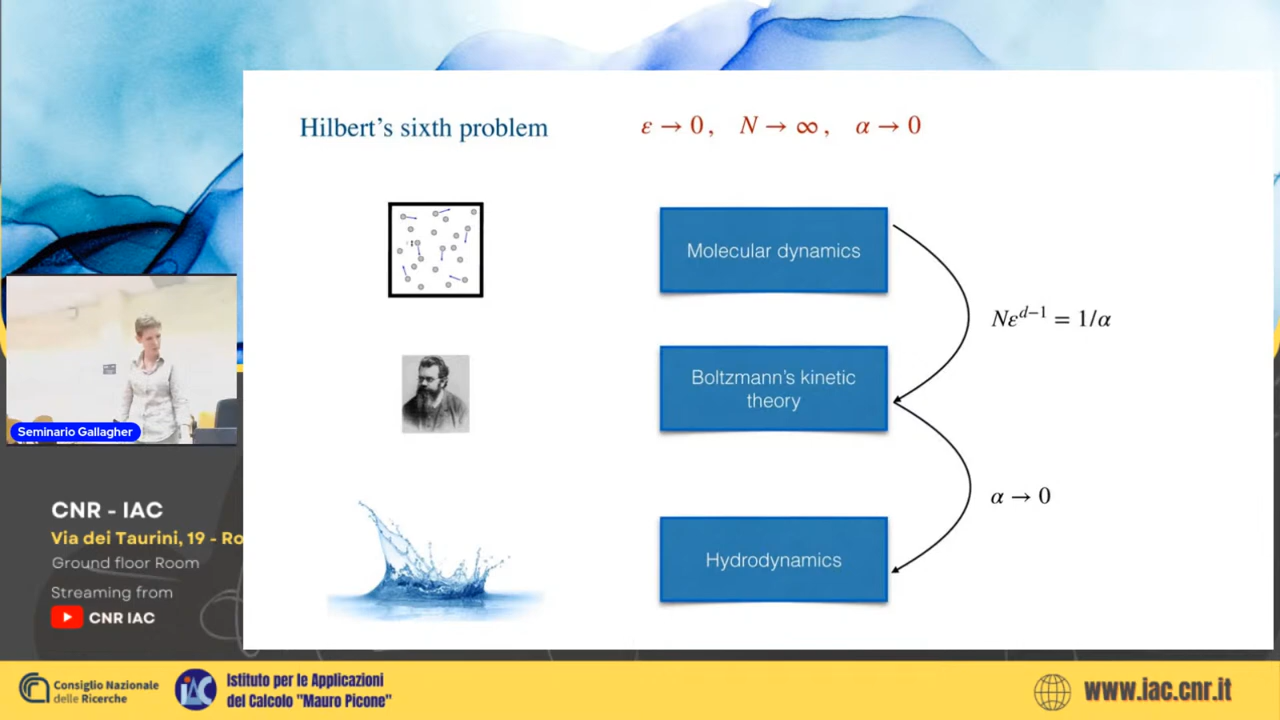 Hilbert's sixth problem
ε → 0, N → ∞, α → 0
Molecular dynamics
Nε^{d−1} = 1/α
Boltzmann's kinetic
theory
α → 0
Hydrodynamics
Seminario Gallagher
CNR - IAC
Via dei Taurini, 19 - Ro
Ground floor Room
Streaming from
CNR IAC
Consiglio Nazionale
delle Ricerche
IAC
Istituto per le Applicazioni
del Calcolo "Mauro Picone"
www.iac.cnr.it